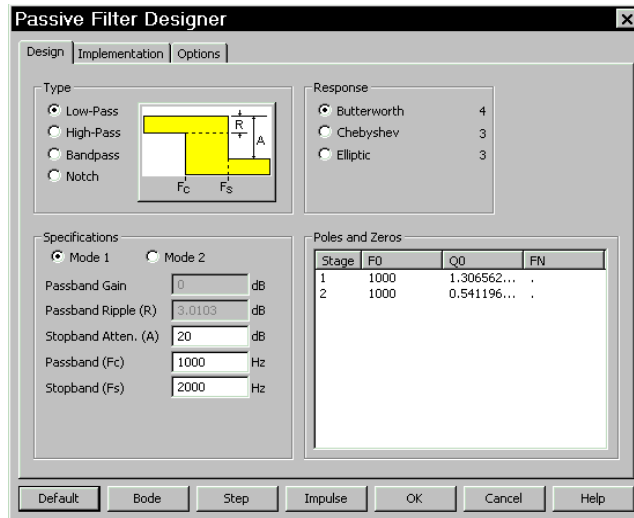 Passive Filter Designer
Design Implementation Options
Type
Low-Pass
High-Pass
Bandpass
Notch
R
A
Fc Fs
Response
Butterworth 4
Chebyshev 3
Elliptic 3
Specifications
Mode 1 Mode 2
Passband Gain 0 dB
Passband Ripple (R) 3.0103 dB
Stopband Atten. (A) 20 dB
Passband (Fc) 1000 Hz
Stopband (Fs) 2000 Hz
Poles and Zeros
Stage F0 Q0 FN
1 1000 1.306562... .
2 1000 0.541196... .
Default Bode Step Impulse OK Cancel Help